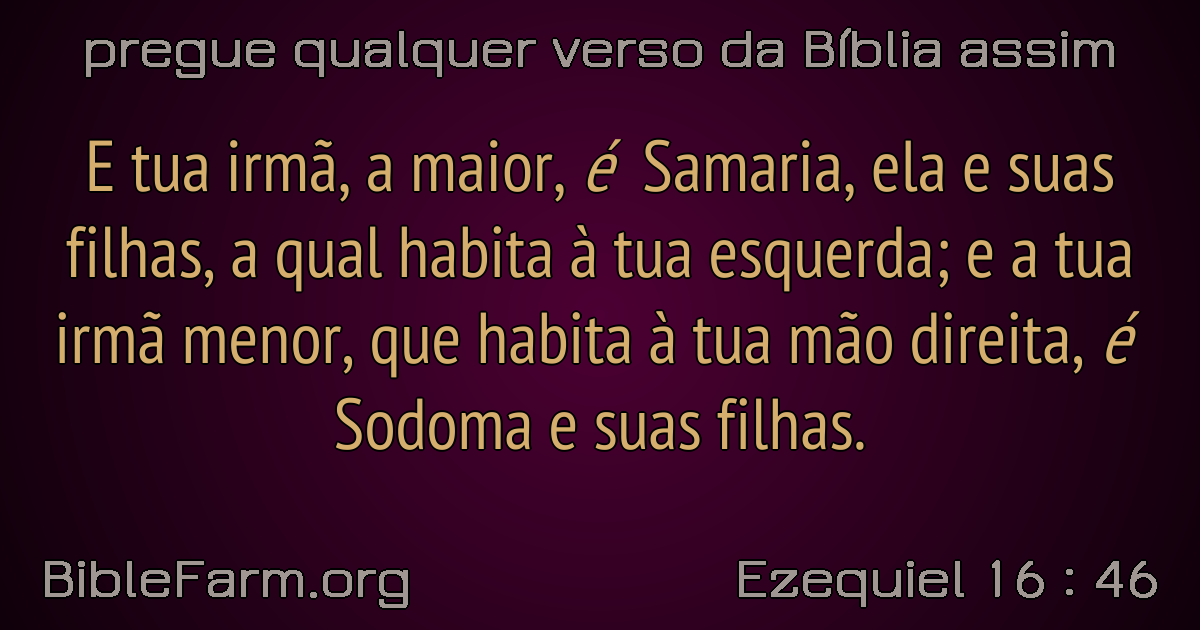 pregue qualquer verso da Bíblia assim
E tua irmã, a maior, é Samaria, ela e suas
filhas, a qual habita à tua esquerda; e a tua
irmã menor, que habita à tua mão direita, é
Sodoma e suas filhas.
BibleFarm.org
Ezequiel 16 : 46